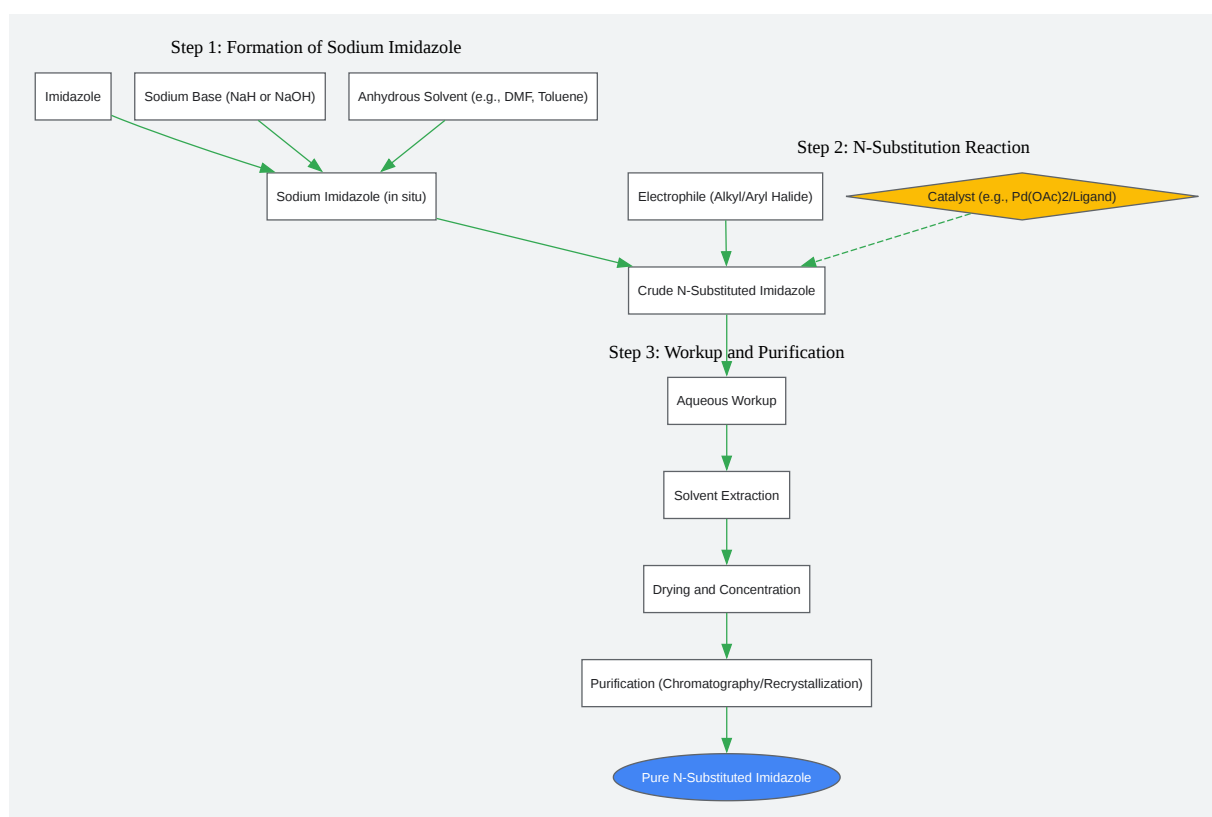 Step 1: Formation of Sodium Imidazole
Imidazole
Sodium Base (NaH or NaOH)
Anhydrous Solvent (e.g., DMF, Toluene)
Sodium Imidazole (in situ)
Step 2: N-Substitution Reaction
Electrophile (Alkyl/Aryl Halide)
Catalyst (e.g., Pd(OAc)2/Ligand)
Crude N-Substituted Imidazole
Step 3: Workup and Purification
Aqueous Workup
Solvent Extraction
Drying and Concentration
Purification (Chromatography/Recrystallization)
Pure N-Substituted Imidazole